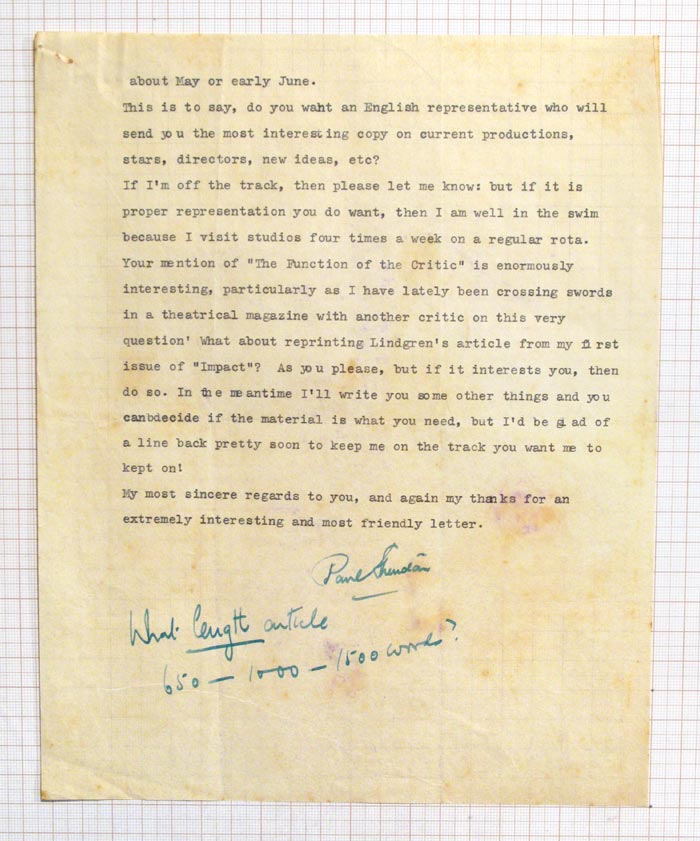 about May or early June.
This is to say, do you want an English representative who will
send you the most interesting copy on current productions,
stars, directors, new ideas, etc?
If I'm off the track, then please let me know: but if it is
proper representation you do want, then I am well in the swim
because I visit studios four times a week on a regular rota.
Your mention of "The Function of the Critic" is enormously
interesting, particularly as I have lately been crossing swords
in a theatrical magazine with another critic on this very
question' What about reprinting Lindgren's article from my first
issue of "Impact"? As you please, but if it interests you, then
do so. In the meantime I'll write you some other things and you
canbdecide if the material is what you need, but I'd be glad of
a line back pretty soon to keep me on the track you want me to
kept on!
My most sincere regards to you, and again my thanks for an
extremely interesting and most friendly letter.
Paul Sheridan
What length article
650 — 1000 — 1500 words?